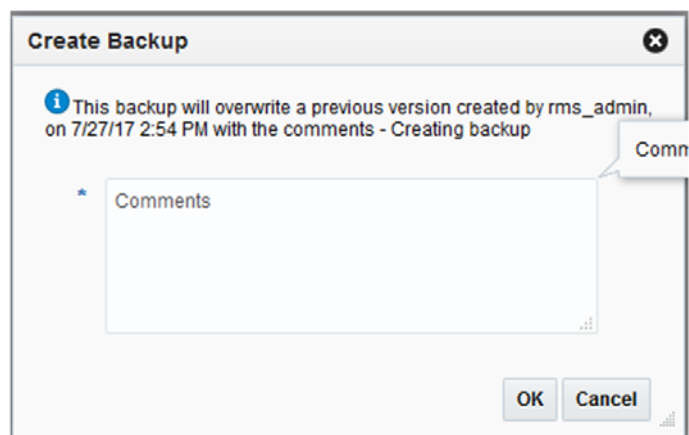 Create Backup
This backup will overwrite a previous version created by rms_admin,
on 7/27/17 2:54 PM with the comments - Creating backup
Comm
* Comments
OK Cancel